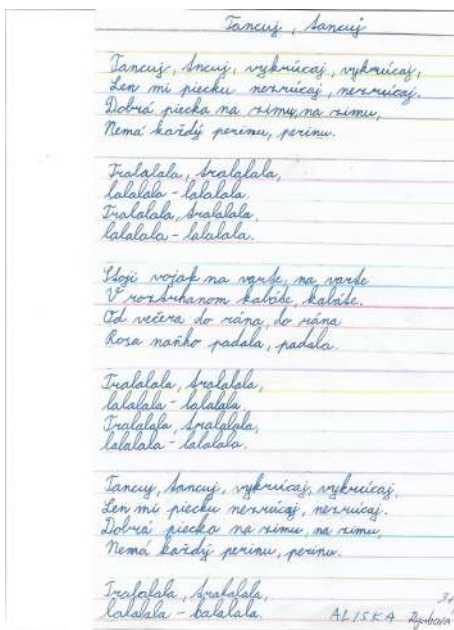 Tancuj, tancuj
Tancuj, tncuj, vykrúcaj, vykrúcaj,
Len mi piecku nezrúcaj, nezrúcaj.
Dobrá piecka na zimu, na zimu,
Nemá každý perinu, perinu.
Tralalala, tralalala,
lalalala - lalalala.
Tralalala, tralalala,
lalalala - lalalala.
Stojí vojak na varte, na varte
V roztrhanom kabáte, kabáte.
Od večera do rána, do rána
Rosa naňho padala, padala.
Tralalala, tralalala,
lalalala - lalalala
Tralalala, tralalala,
lalalala - lalalala.
Tancuj, tancuj, vykrúcaj, vykrúcaj,
Len mi piecku nezrúcaj, nezrúcaj.
Dobrá piecka na zimu, na zimu,
Nemá každý perinu, perinu.
Tralalala, tralalala,
lalalala - lalalala.
ALISKA